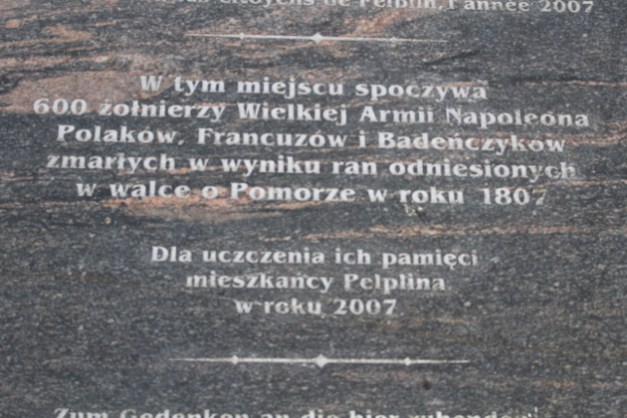 citoyens de Pelplin, l'année 2007
W tym miejscu spoczywa
600 żołnierzy Wielkiej Armii Napoleona
Polaków, Francuzów i Badeńczyków
zmarłych w wyniku ran odniesionych
w walce o Pomorze w roku 1807
Dla uczczenia ich pamięci
mieszkańcy Pelplina
w roku 2007
Zum Gedenken an die hier